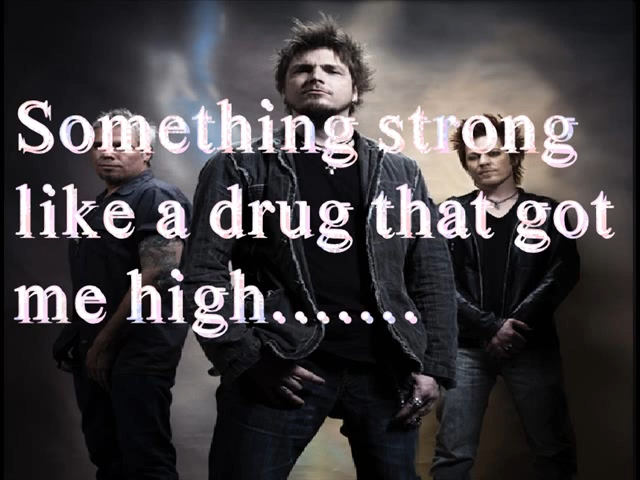 Something strong
like a drug that got
me high.......